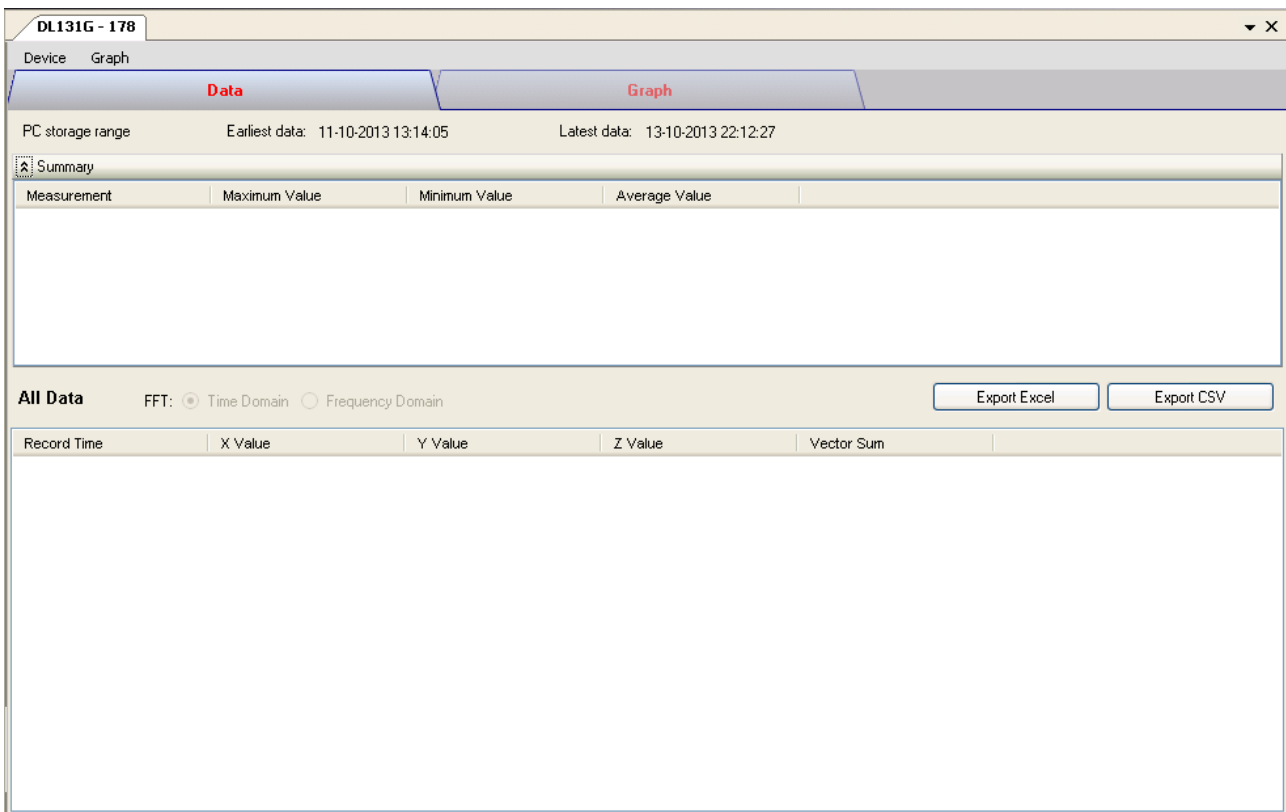 DL131G - 178
Device Graph
Data Graph
PC storage range Earliest data: 11-10-2013 13:14:05 Latest data: 13-10-2013 22:12:27
Summary
Measurement Maximum Value Minimum Value Average Value
All Data FFT: Time Domain Frequency Domain Export Excel Export CSV
Record Time X Value Y Value Z Value Vector Sum